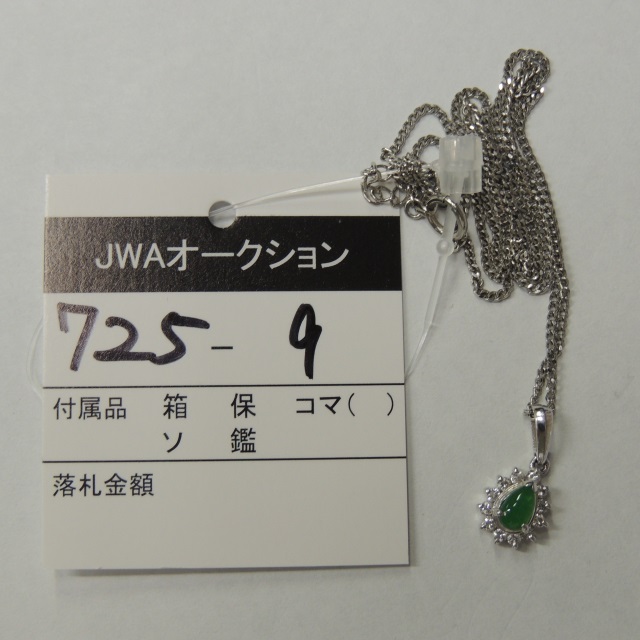 JWAオークション
725-9
付属品 箱 保 コマ( )
ソ 鑑
落札金額